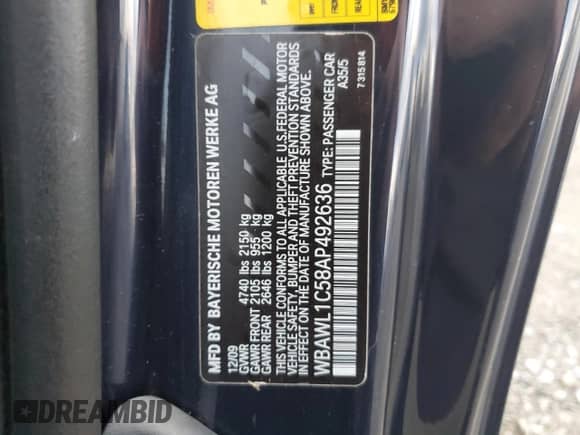 MFD BY BAYERISCHE MOTOREN WERKE AG
12/09
GVWR 4740 lbs 2150 kg
GAWR FRONT 2105 lbs 955 kg
GAWR REAR 2646 lbs 1200 kg
THIS VEHICLE CONFORMS TO ALL APPLICABLE U.S. FEDERAL MOTOR
VEHICLE SAFETY, BUMPER AND THEFT PREVENTION STANDARDS
IN EFFECT ON THE DATE OF MANUFACTURE SHOWN ABOVE.
WBAWL1C58AP492636 TYPE: PASSENGER CAR
A35/5
7 315 814
DREAMBID